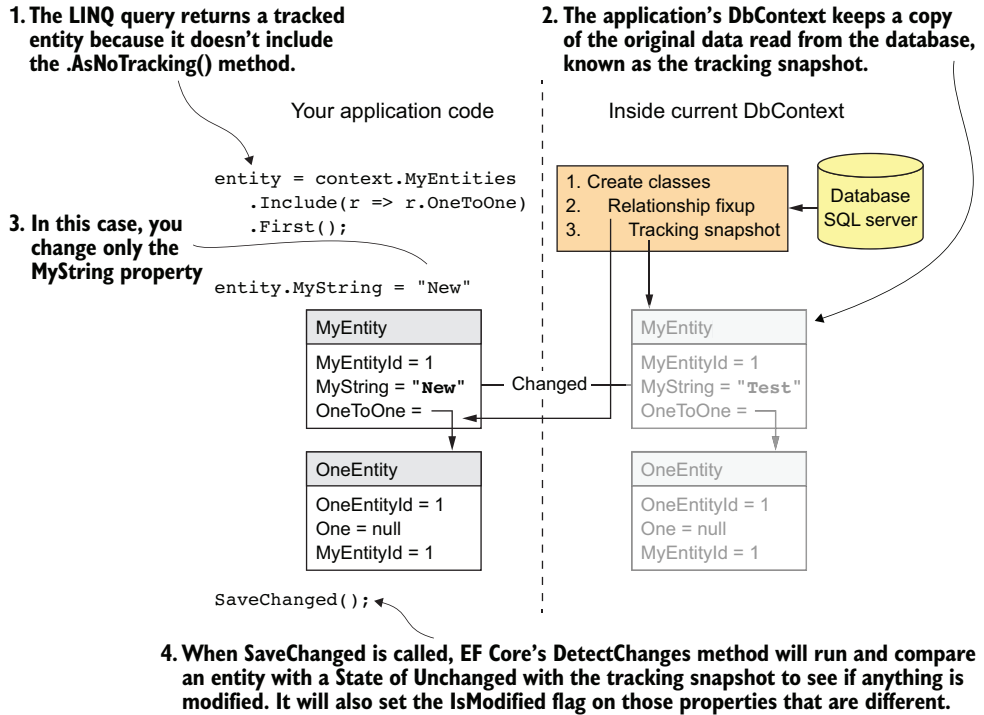 1. The LINQ query returns a tracked
entity because it doesn't include
the .AsNoTracking() method.
2. The application's DbContext keeps a copy
of the original data read from the database,
known as the tracking snapshot.
Your application code
Inside current DbContext
entity = context.MyEntities
.Include(r => r.OneToOne)
.First();
1. Create classes
2. Relationship fixup
3. Tracking snapshot
Database
SQL server
3. In this case, you
change only the
MyString property
entity.MyString = "New"
MyEntity
MyEntityId = 1
MyString = "New"
OneToOne =
Changed
MyEntity
MyEntityId = 1
MyString = "Test"
OneToOne =
OneEntity
OneEntityId = 1
One = null
MyEntityId = 1
OneEntity
OneEntityId = 1
One = null
MyEntityId = 1
SaveChanged();
4. When SaveChanged is called, EF Core's DetectChanges method will run and compare
an entity with a State of Unchanged with the tracking snapshot to see if anything is
modified. It will also set the IsModified flag on those properties that are different.